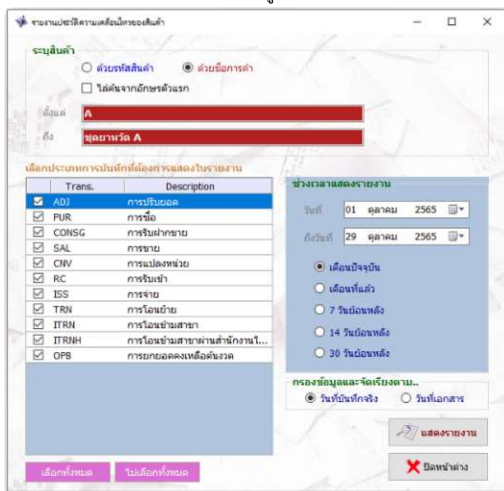 รายงานประวัติความเคลื่อนไหวของสินค้า
ระบุสินค้า
ด้วยรหัสสินค้า ด้วยชื่อการค้า
ไล่ค้นจากอักษรตัวแรก
ตั้งแต่ A
ถึง ชุดยาหวัด A
เลือกประเภทการบันทึกที่ต้องการแสดงในรายงาน
Trans. Description
ADJ การปรับยอด
PUR การซื้อ
CONSG การรับฝากขาย
SAL การขาย
CNV การแปลงหน่วย
RC การรับเข้า
ISS การจ่าย
TRN การโอนย้าย
ITRN การโอนข้ามสาขา
ITRNH การโอนข้ามสาขาผ่านสำนักงานใ...
OPB การยกยอดคงเหลือต้นงวด
เลือกทั้งหมด ไม่เลือกทั้งหมด
ช่วงเวลาแสดงรายงาน
วันที่ 01 ตุลาคม 2565
ถึงวันที่ 29 ตุลาคม 2565
เดือนปัจจุบัน
เดือนที่แล้ว
7 วันย้อนหลัง
14 วันย้อนหลัง
30 วันย้อนหลัง
กรองข้อมูลและจัดเรียงตาม..
วันที่บันทึกจริง วันที่เอกสาร
แสดงรายงาน
ปิดหน้าต่าง